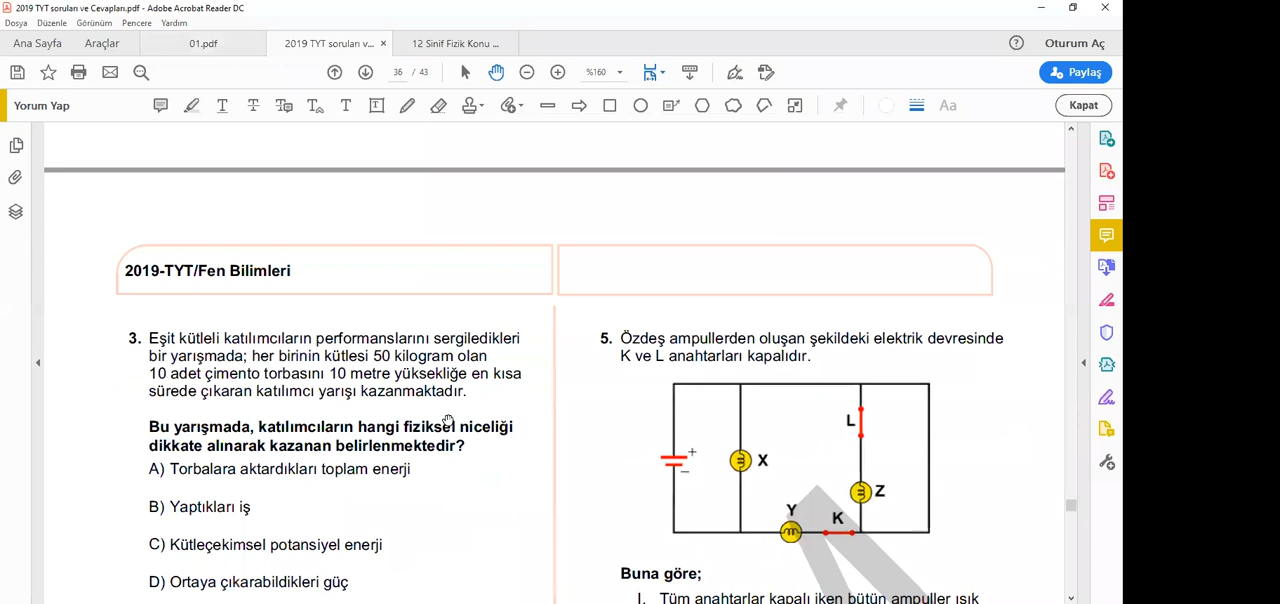 2019 TYT soruları ve Cevapları.pdf - Adobe Acrobat Reader DC
Dosya Düzenle Görünüm Pencere Yardım
Ana Sayfa Araçlar 01.pdf 2019 TYT soruları v... × 12 Sinif Fizik Konu ... ? Oturum Aç
36 / 43 %160 Paylaş
Yorum Yap Aa Kapat
2019-TYT/Fen Bilimleri
3. Eşit kütleli katılımcıların performanslarını sergiledikleri
bir yarışmada; her birinin kütlesi 50 kilogram olan
10 adet çimento torbasını 10 metre yüksekliğe en kısa
sürede çıkaran katılımcı yarışı kazanmaktadır.
Bu yarışmada, katılımcıların hangi fiziksel niceliği
dikkate alınarak kazanan belirlenmektedir?
A) Torbalara aktardıkları toplam enerji
B) Yaptıkları iş
C) Kütleçekimsel potansiyel enerji
D) Ortaya çıkarabildikleri güç
5. Özdeş ampullerden oluşan şekildeki elektrik devresinde
K ve L anahtarları kapalıdır.
L
+
X
−
Z
Y
K
Buna göre;
I. Tüm anahtarlar kapalı iken bütün ampuller ışık